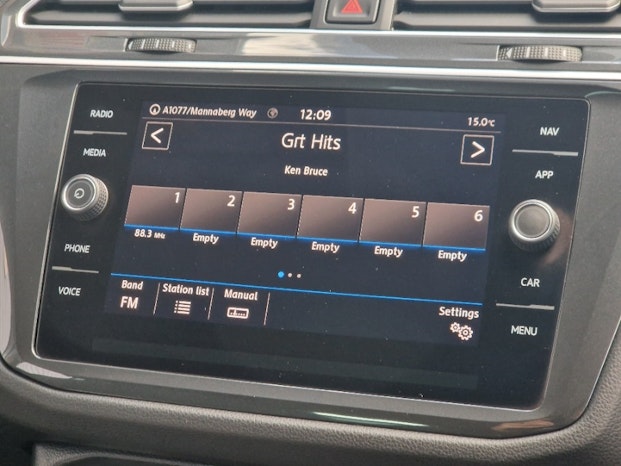 RADIO
MEDIA
PHONE
VOICE
A1077/Mannaberg Way 12:09 15.0°C
< Grt Hits >
Ken Bruce
1 2 3 4 5 6
88.3 MHz Empty Empty Empty Empty Empty
Band Station list Manual Settings
FM
NAV
APP
CAR
MENU